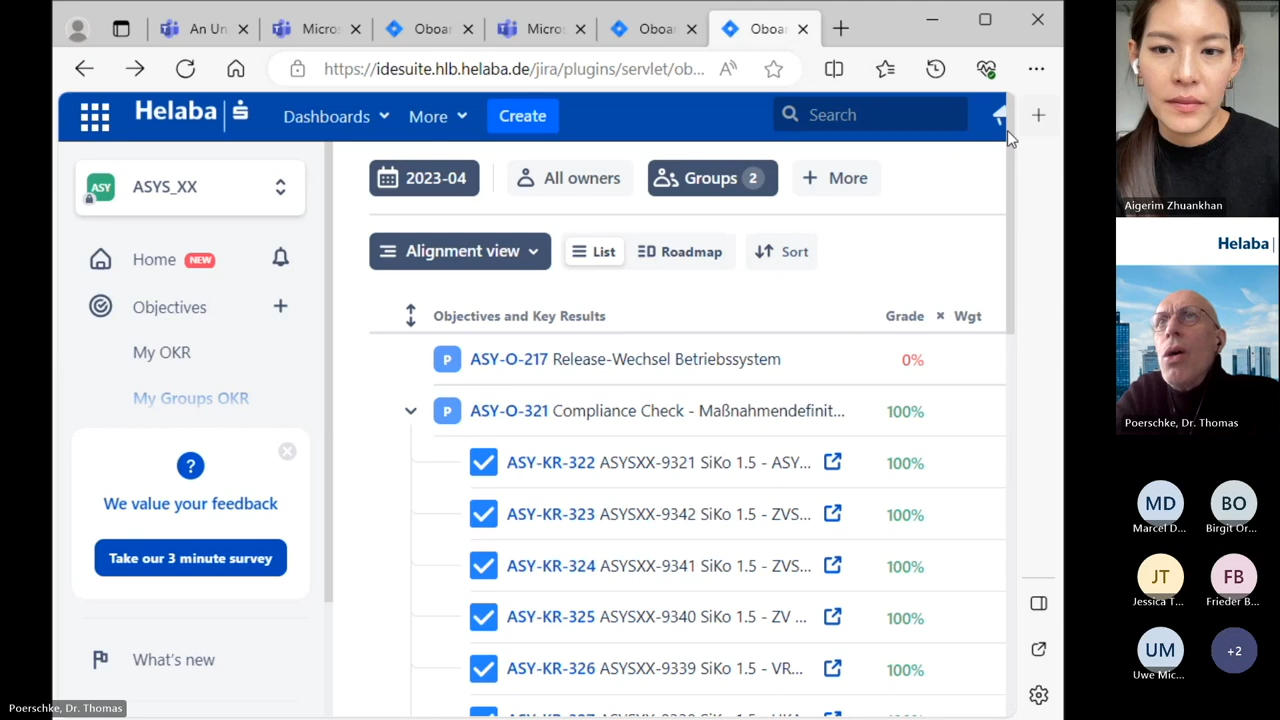 An Un
Micros
Oboar
Micro
Oboar
Oboar
https://idesuite.hlb.helaba.de/jira/plugins/servlet/ob...
Helaba
Dashboards
More
Create
Search
ASY
ASYS_XX
Home NEW
Objectives
My OKR
My Groups OKR
?
We value your feedback
Take our 3 minute survey
What's new
2023-04
All owners
Groups 2
More
Alignment view
List
Roadmap
Sort
Objectives and Key Results Grade Wgt
P ASY-O-217 Release-Wechsel Betriebssystem 0%
P ASY-O-321 Compliance Check - Maßnahmendefinit... 100%
ASY-KR-322 ASYSXX-9321 SiKo 1.5 - ASY... 100%
ASY-KR-323 ASYSXX-9342 SiKo 1.5 - ZVS... 100%
ASY-KR-324 ASYSXX-9341 SiKo 1.5 - ZVS... 100%
ASY-KR-325 ASYSXX-9340 SiKo 1.5 - ZV ... 100%
ASY-KR-326 ASYSXX-9339 SiKo 1.5 - VR... 100%
Poerschke, Dr. Thomas
Aigerim Zhuankhan
Helaba
Poerschke, Dr. Thomas
MD
Marcel D...
BO
Birgit Or...
JT
Jessica T...
FB
Frieder B...
UM
Uwe Mic...
+2